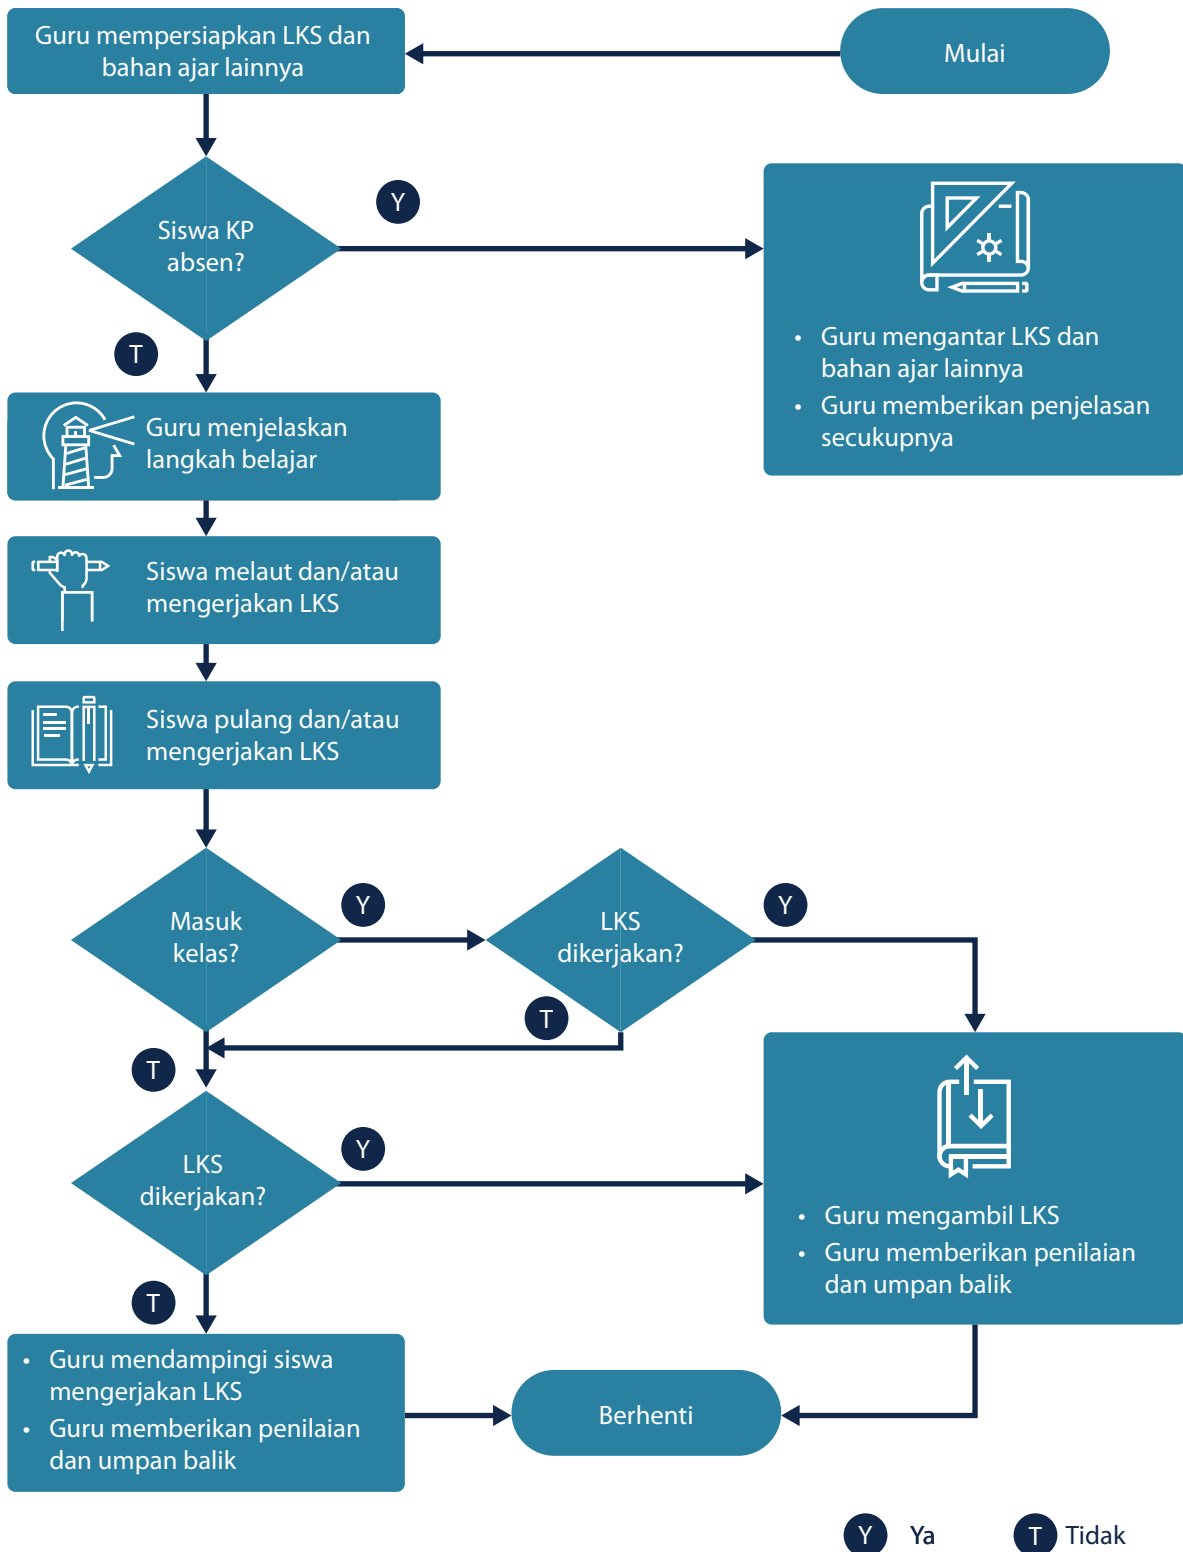 Guru mempersiapkan LKS dan
bahan ajar lainnya
Mulai
Siswa KP
absen?
Y
• Guru mengantar LKS dan
bahan ajar lainnya
• Guru memberikan penjelasan
secukupnya
T
Guru menjelaskan
langkah belajar
Siswa melaut dan/atau
mengerjakan LKS
Siswa pulang dan/atau
mengerjakan LKS
Masuk
kelas?
Y
LKS
dikerjakan?
Y
T
T
LKS
dikerjakan?
Y
• Guru mengambil LKS
• Guru memberikan penilaian
dan umpan balik
T
• Guru mendampingi siswa
mengerjakan LKS
• Guru memberikan penilaian
dan umpan balik
Berhenti
Y Ya
T Tidak